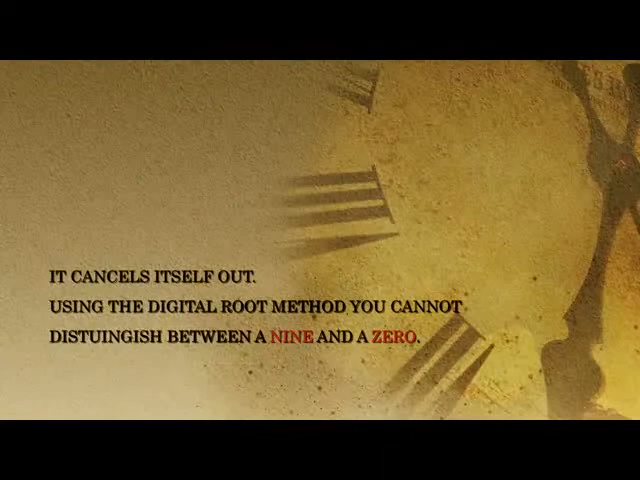 IT CANCELS ITSELF OUT.
USING THE DIGITAL ROOT METHOD YOU CANNOT
DISTUINGISH BETWEEN A NINE AND A ZERO.